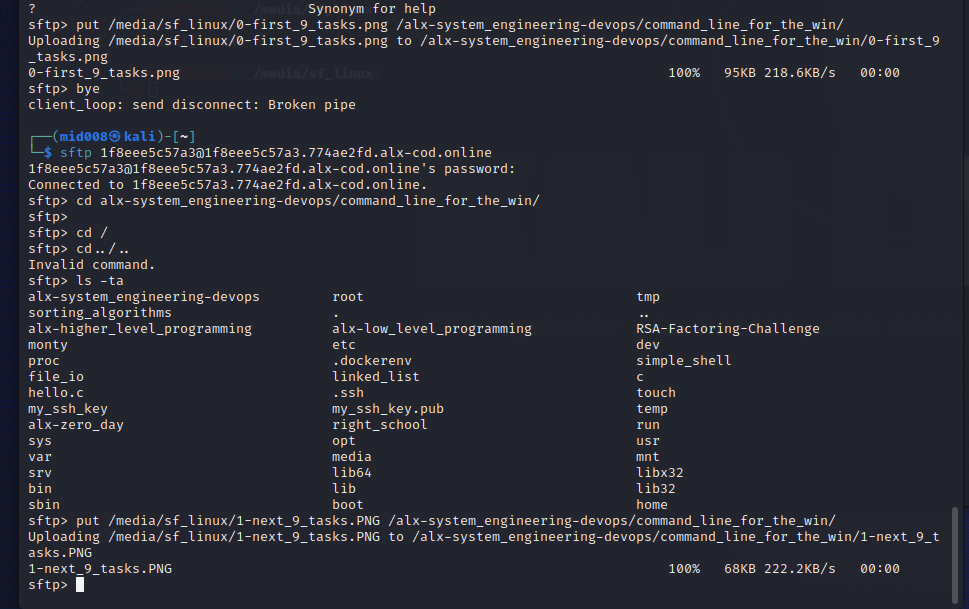 ?                                  Synonym for help
sftp> put /media/sf_linux/0-first_9_tasks.png /alx-system_engineering-devops/command_line_for_the_win/
Uploading /media/sf_linux/0-first_9_tasks.png to /alx-system_engineering-devops/command_line_for_the_win/0-first_9
_tasks.png
0-first_9_tasks.png                                                             100%   95KB 218.6KB/s   00:00
sftp> bye
client_loop: send disconnect: Broken pipe
┌──(mid008㉿kali)-[~]
└─$ sftp 1f8eee5c57a3@1f8eee5c57a3.774ae2fd.alx-cod.online
1f8eee5c57a3@1f8eee5c57a3.774ae2fd.alx-cod.online's password:
Connected to 1f8eee5c57a3.774ae2fd.alx-cod.online.
sftp> cd alx-system_engineering-devops/command_line_for_the_win/
sftp>
sftp> cd /
sftp> cd../..
Invalid command.
sftp> ls -ta
alx-system_engineering-devops         root                                  tmp
sorting_algorithms                    .                                     ..
alx-higher_level_programming          alx-low_level_programming             RSA-Factoring-Challenge
monty                                 etc                                   dev
proc                                  .dockerenv                            simple_shell
file_io                               linked_list                           c
hello.c                               .ssh                                  touch
my_ssh_key                            my_ssh_key.pub                        temp
alx-zero_day                          right_school                          run
sys                                   opt                                   usr
var                                   media                                 mnt
srv                                   lib64                                 libx32
bin                                   lib                                   lib32
sbin                                  boot                                  home
sftp> put /media/sf_linux/1-next_9_tasks.PNG /alx-system_engineering-devops/command_line_for_the_win/
Uploading /media/sf_linux/1-next_9_tasks.PNG to /alx-system_engineering-devops/command_line_for_the_win/1-next_9_t
asks.PNG
1-next_9_tasks.PNG                                                              100%   68KB 222.2KB/s   00:00
sftp>